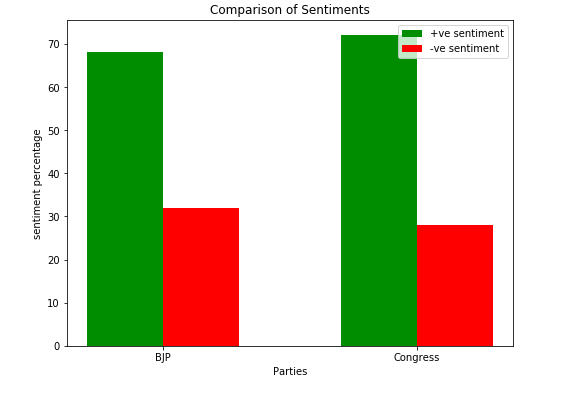 Comparison of Sentiments
+ve sentiment
-ve sentiment
sentiment percentage
70
60
50
40
30
20
10
0
BJP Congress
Parties